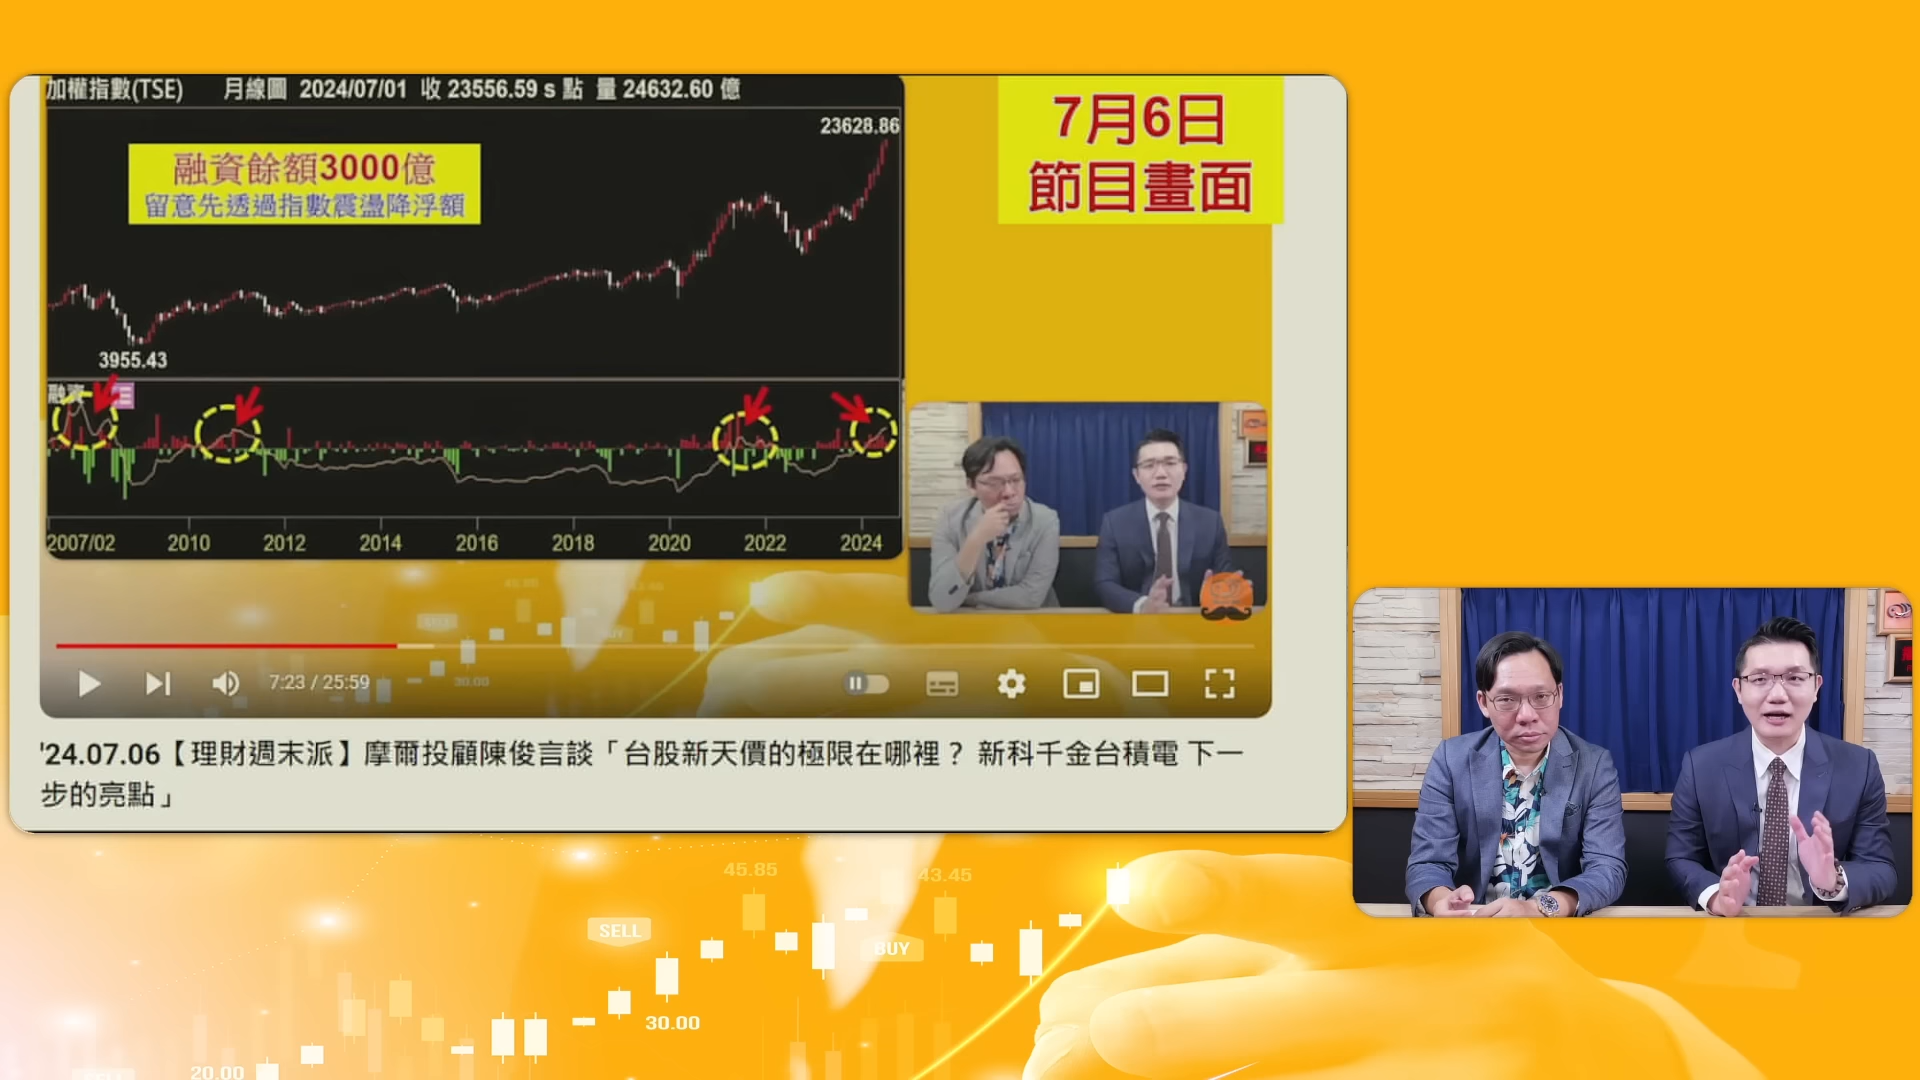 加權指數(TSE) 月線圖 2024/07/01 收 23556.59 s 點 量 24632.60 億
7月6日
節目畫面
23628.86
融資餘額3000億
留意先透過指數震盪降浮額
3955.43
融資
2007/02 2010 2012 2014 2016 2018 2020 2022 2024
7:23 / 25:59
'24.07.06【理財週末派】摩爾投顧陳俊言談「台股新天價的極限在哪裡？ 新科千金台積電 下一
步的亮點」
45.85
43.45
SELL
BUY
30.00
20.00
SELL